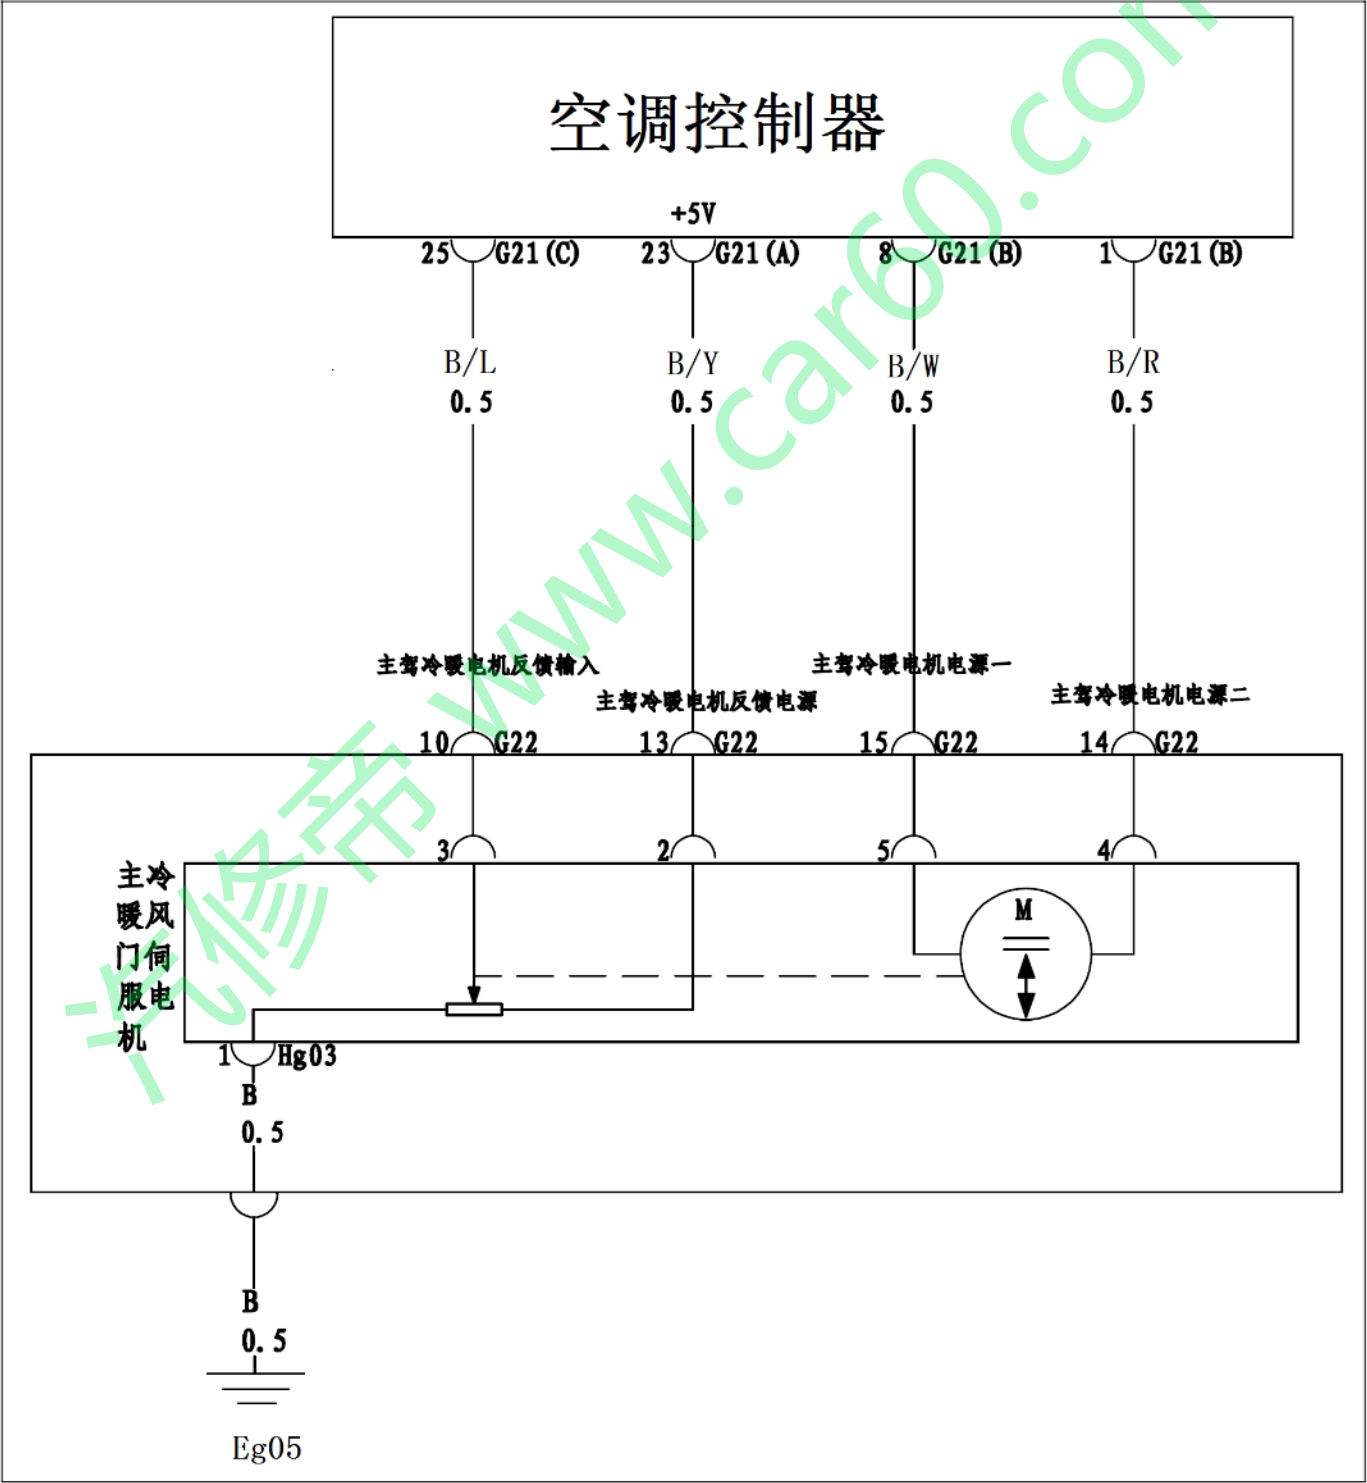 空调控制器
+5V
25 G21(C) 23 G21(A) 8 G21(B) 1 G21(B)
B/L B/Y B/W B/R
0.5 0.5 0.5 0.5
主驾冷暖电机反馈输入 主驾冷暖电机电源一
主驾冷暖电机反馈电源 主驾冷暖电机电源二
10 G22 13 G22 15 G22 14 G22
3 2 5 4
主冷
暖风
门伺
服电
机
M
1 Hg03
B
0.5
B
0.5
Eg05
汽修帝 www.car60.com